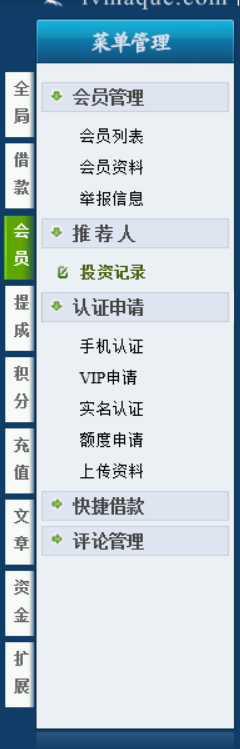 菜单管理
全局
借款
会员
提成
积分
充值
文章
资金
扩展
会员管理
会员列表
会员资料
举报信息
推荐人
投资记录
认证申请
手机认证
VIP申请
实名认证
额度申请
上传资料
快捷借款
评论管理